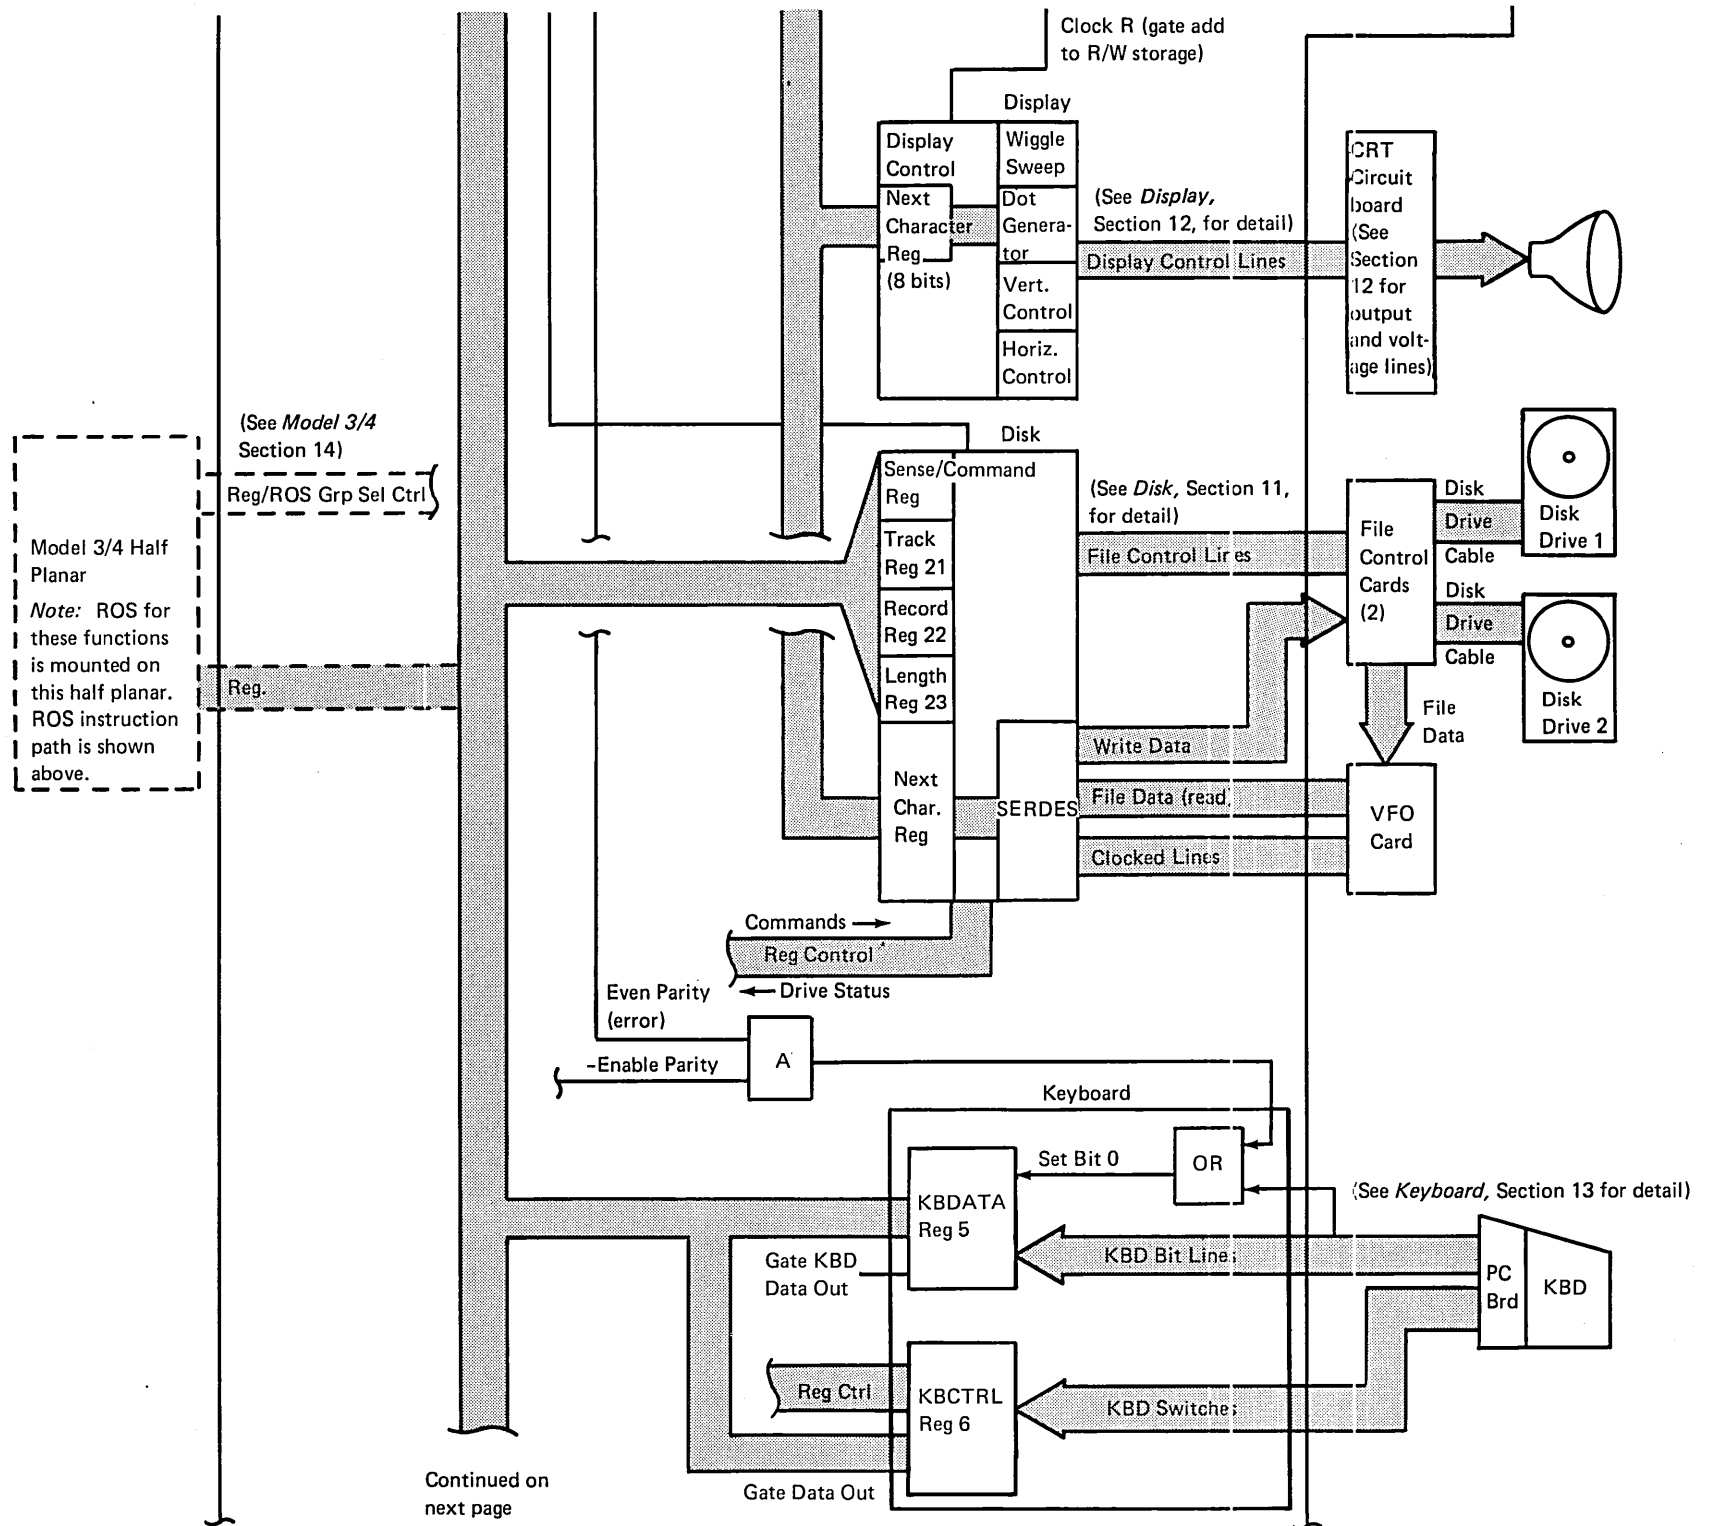 Clock R (gate add
to R/W storage)
Display
Display
Control
Wiggle
Sweep
Next
Character
Reg
(8 bits)
Dot
Genera-
tor
Vert.
Control
Horiz.
Control
(See Display,
Section 12, for detail)
Display Control Lines
CRT
Circuit
board
(See
Section
12 for
output
and volt-
age lines)
(See Model 3/4
Section 14)
Reg/ROS Grp Sel Ctrl
Model 3/4 Half
Planar
Note: ROS for
these functions
is mounted on
this half planar.
ROS instruction
path is shown
above.
Reg.
Disk
Sense/Command
Reg
Track
Reg 21
Record
Reg 22
Length
Reg 23
Next
Char.
Reg
SERDES
(See Disk, Section 11,
for detail)
File Control Lines
Write Data
File Data (read)
Clocked Lines
File
Control
Cards
(2)
Disk
Drive
Cable
Disk
Drive 1
Disk
Drive
Cable
Disk
Drive 2
File
Data
VFO
Card
Commands
Reg Control
Drive Status
Even Parity
(error)
-Enable Parity
A
Keyboard
OR
Set Bit 0
KBDATA
Reg 5
(See Keyboard, Section 13 for detail)
Gate KBD
Data Out
KBD Bit Lines
PC
Brd
KBD
Reg Ctrl
KBCTRL
Reg 6
KBD Switches
Gate Data Out
Continued on
next page